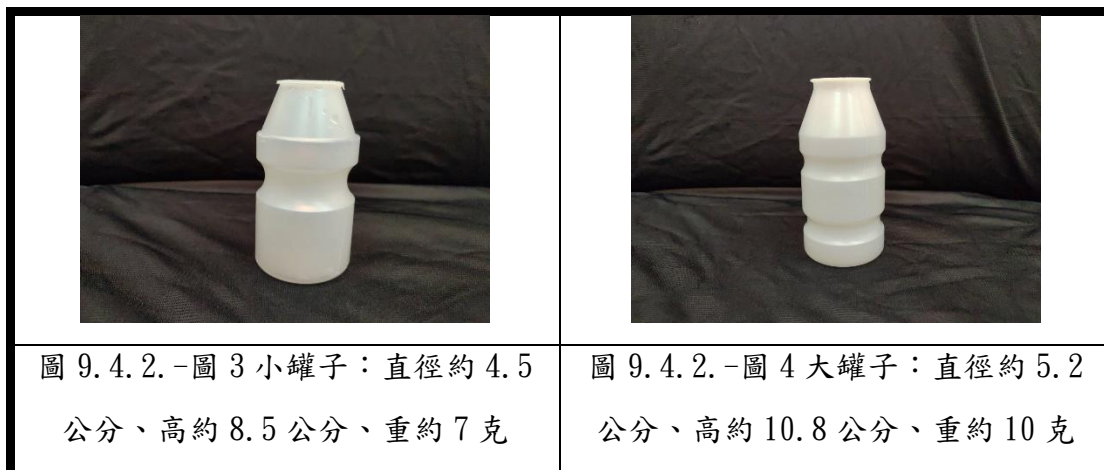 圖 9.4.2.-圖 3 小罐子：直徑約 4.5
公分、高約 8.5 公分、重約 7 克
圖 9.4.2.-圖 4 大罐子：直徑約 5.2
公分、高約 10.8 公分、重約 10 克